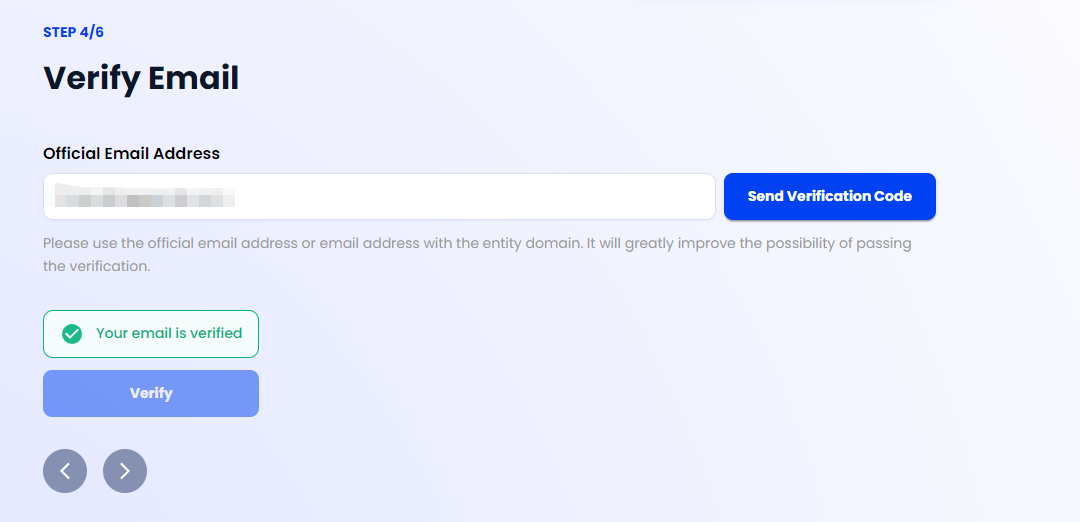 STEP 4/6
Verify Email
Official Email Address
Send Verification Code
Please use the official email address or email address with the entity domain. It will greatly improve the possibility of passing
the verification.
Your email is verified
Verify